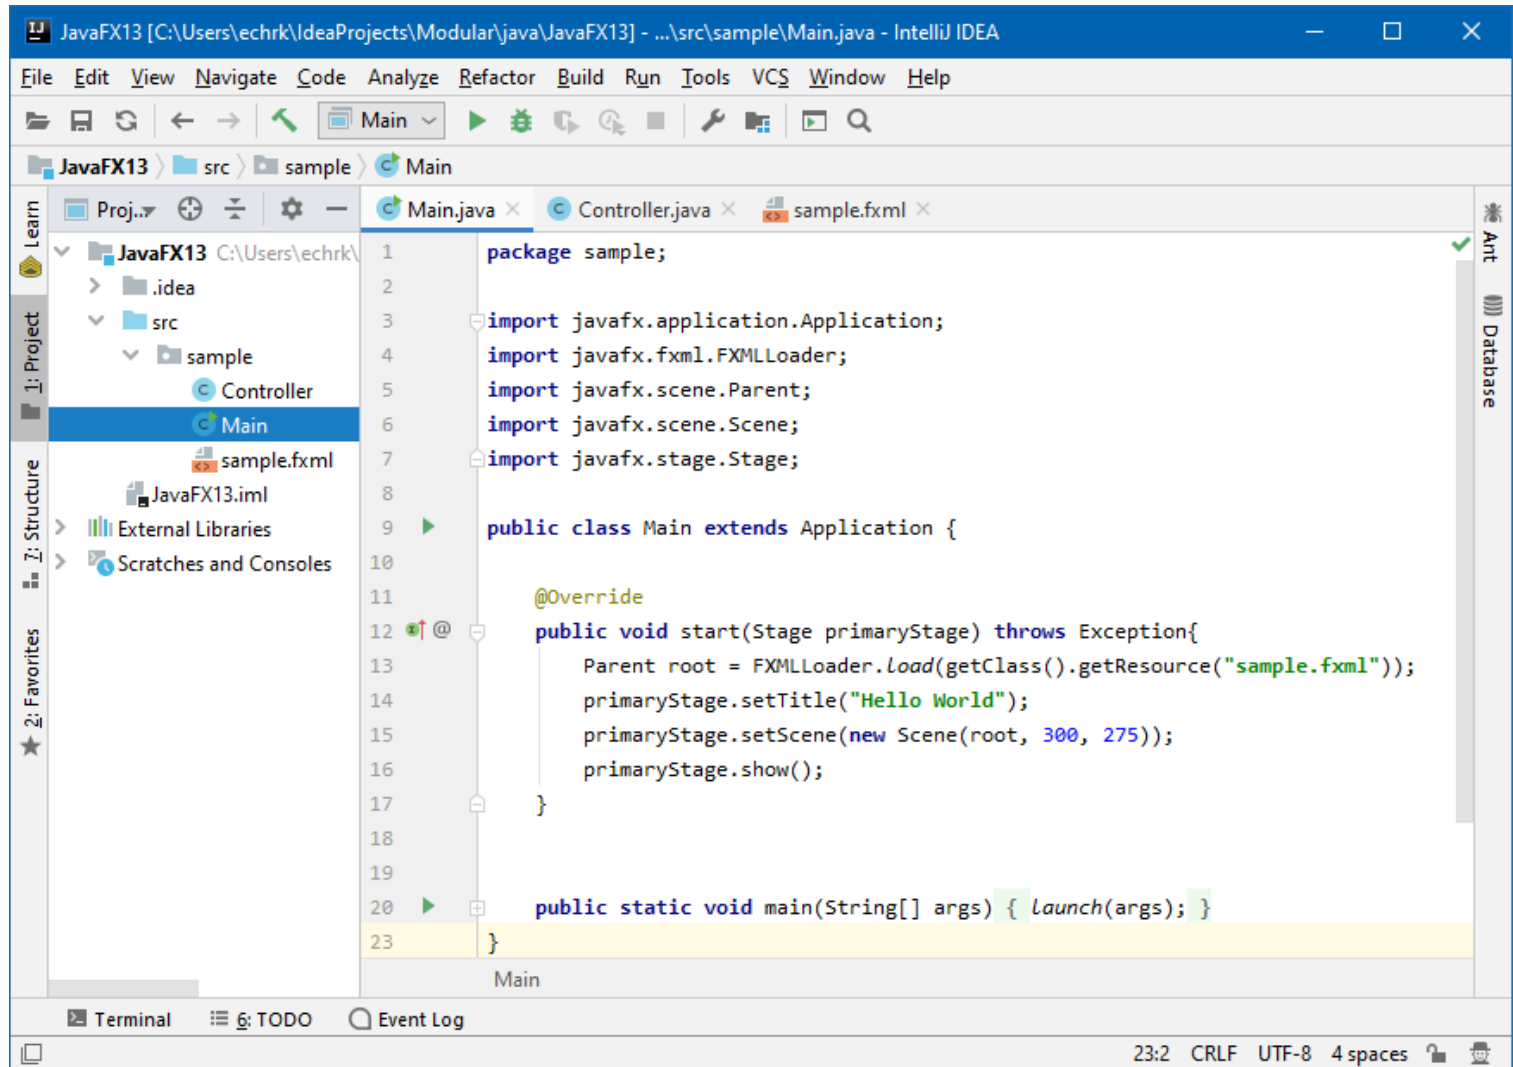 JavaFX13 [C:\Users\echrk\IdeaProjects\Modular\java\JavaFX13] - ...\src\sample\Main.java - IntelliJ IDEA
File Edit View Navigate Code Analyze Refactor Build Run Tools VCS Window Help
Main
JavaFX13 src sample Main
Learn
1: Project
7: Structure
2: Favorites
Proj...
JavaFX13 C:\Users\echrk\
.idea
src
sample
Controller
Main
sample.fxml
JavaFX13.iml
External Libraries
Scratches and Consoles
Main.java Controller.java sample.fxml
1 package sample;
2
3 import javafx.application.Application;
4 import javafx.fxml.FXMLLoader;
5 import javafx.scene.Parent;
6 import javafx.scene.Scene;
7 import javafx.stage.Stage;
8
9 public class Main extends Application {
10
11 @Override
12 @ public void start(Stage primaryStage) throws Exception{
13 Parent root = FXMLLoader.load(getClass().getResource("sample.fxml"));
14 primaryStage.setTitle("Hello World");
15 primaryStage.setScene(new Scene(root, 300, 275));
16 primaryStage.show();
17 }
18
19
20 public static void main(String[] args) { launch(args); }
23 }
Main
Ant
Database
Terminal 6: TODO Event Log
23:2 CRLF UTF-8 4 spaces